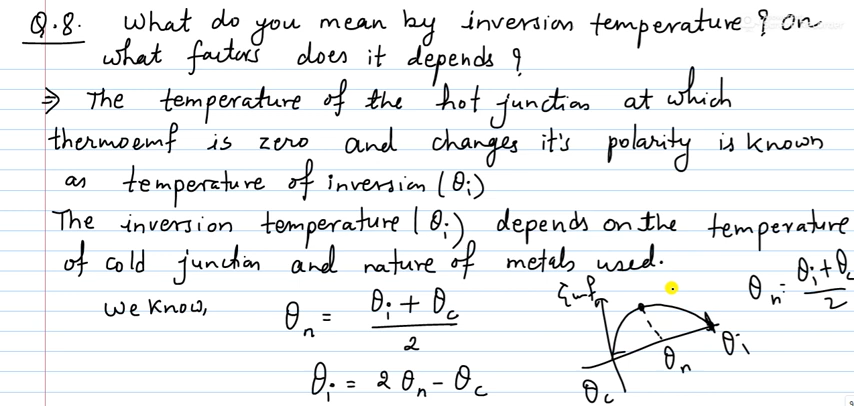 Q.8. What do you mean by inversion temperature? On
what factors does it depends?
⇒ The temperature of the hot junction at which
thermoemf is zero and changes it's polarity is known
as temperature of inversion (θi)
The inversion temperature (θi) depends on the temperature
of cold junction and nature of metals used.
We know, θn = (θi + θc)/2
θi = 2θn - θc
Emf
θn = (θi + θc)/2
θi
θn
θc